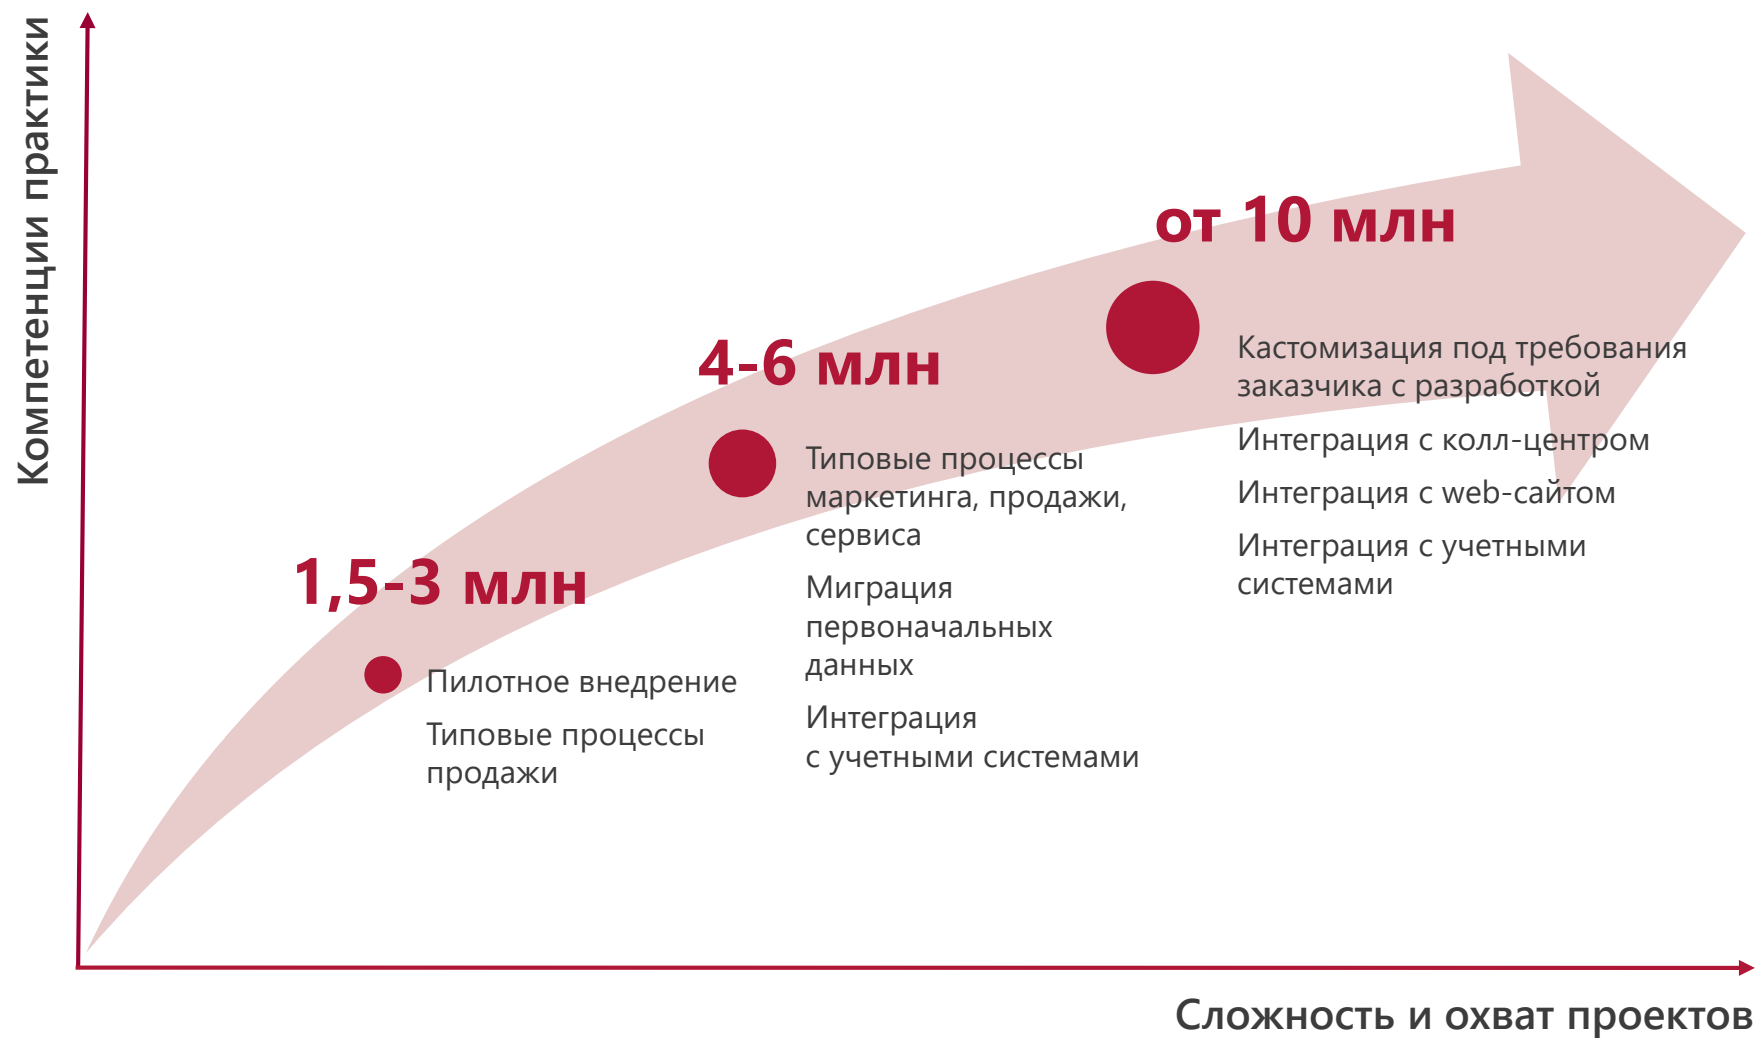 Компетенции практики
от 10 млн
Кастомизация под требования
заказчика с разработкой
Интеграция с колл-центром
Интеграция с web-сайтом
Интеграция с учетными
системами
4-6 млн
Типовые процессы
маркетинга, продажи,
сервиса
Миграция
первоначальных
данных
Интеграция
с учетными системами
1,5-3 млн
Пилотное внедрение
Типовые процессы
продажи
Сложность и охват проектов